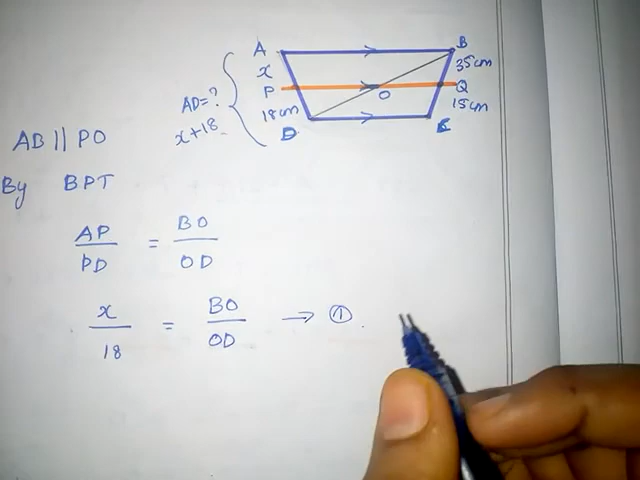 A B
x 35cm
P O Q
AD=? 18cm 15cm
x+18
D C
AB || PO
By BPT
AP/PD = BO/OD
x/18 = BO/OD → ①.